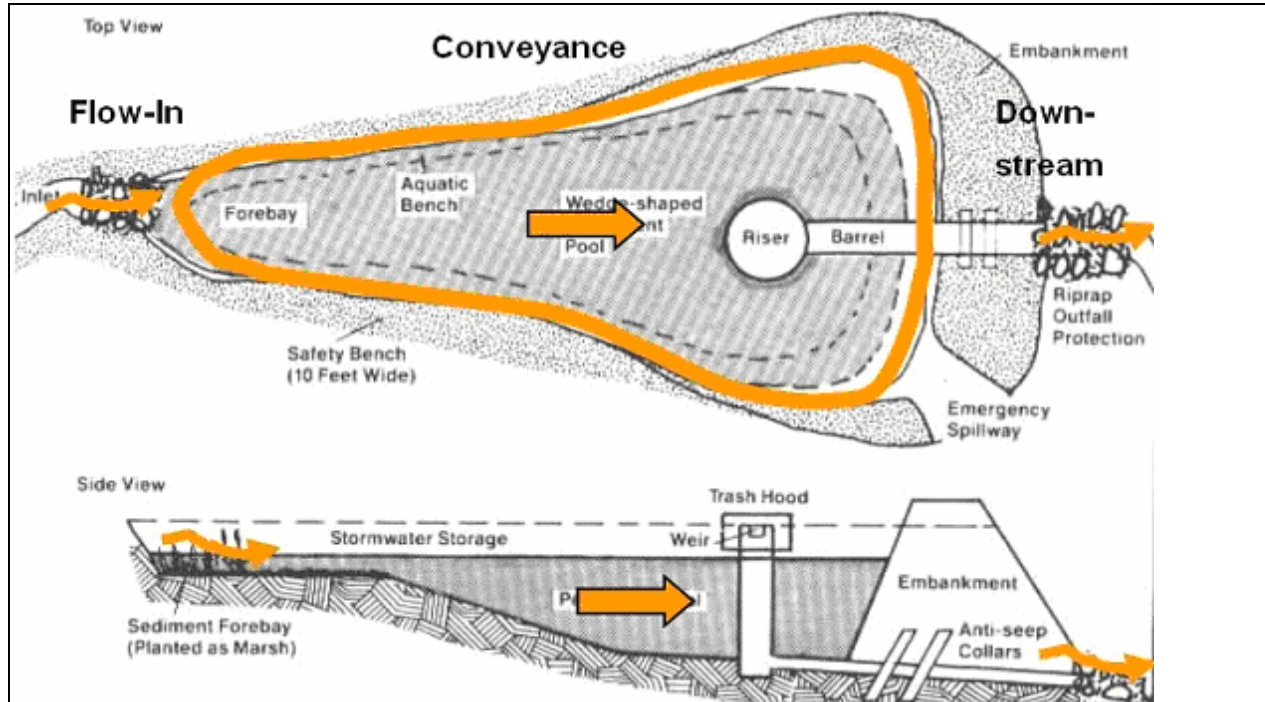 Top View
Conveyance
Embankment
Flow-In
Down-
stream
Inlet
Forebay
Aquatic
Bench
Wedge-shaped
Pool
Riser
Barrel
Riprap
Outfall
Protection
Safety Bench
(10 Feet Wide)
Emergency
Spillway
Side View
Trash Hood
Stormwater Storage
Weir
Embankment
Sediment Forebay
(Planted as Marsh)
Anti-seep
Collars